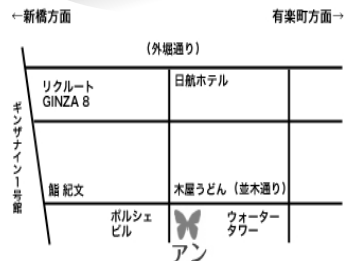 ←新橋方面
有楽町方面→
(外堀通り)
リクルート
GINZA 8
日航ホテル
ギンザナイン1号館
鮨 紀文
木屋うどん(並木通り)
ポルシェ
ビル
ウォーター
タワー
アン